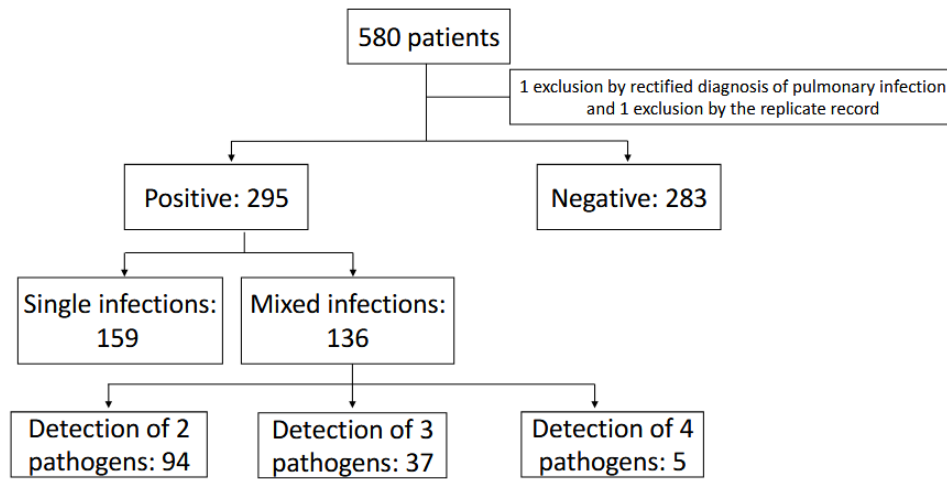 580 patients
1 exclusion by rectified diagnosis of pulmonary infection
and 1 exclusion by the replicate record
Positive: 295
Negative: 283
Single infections:
159
Mixed infections:
136
Detection of 2
pathogens: 94
Detection of 3
pathogens: 37
Detection of 4
pathogens: 5